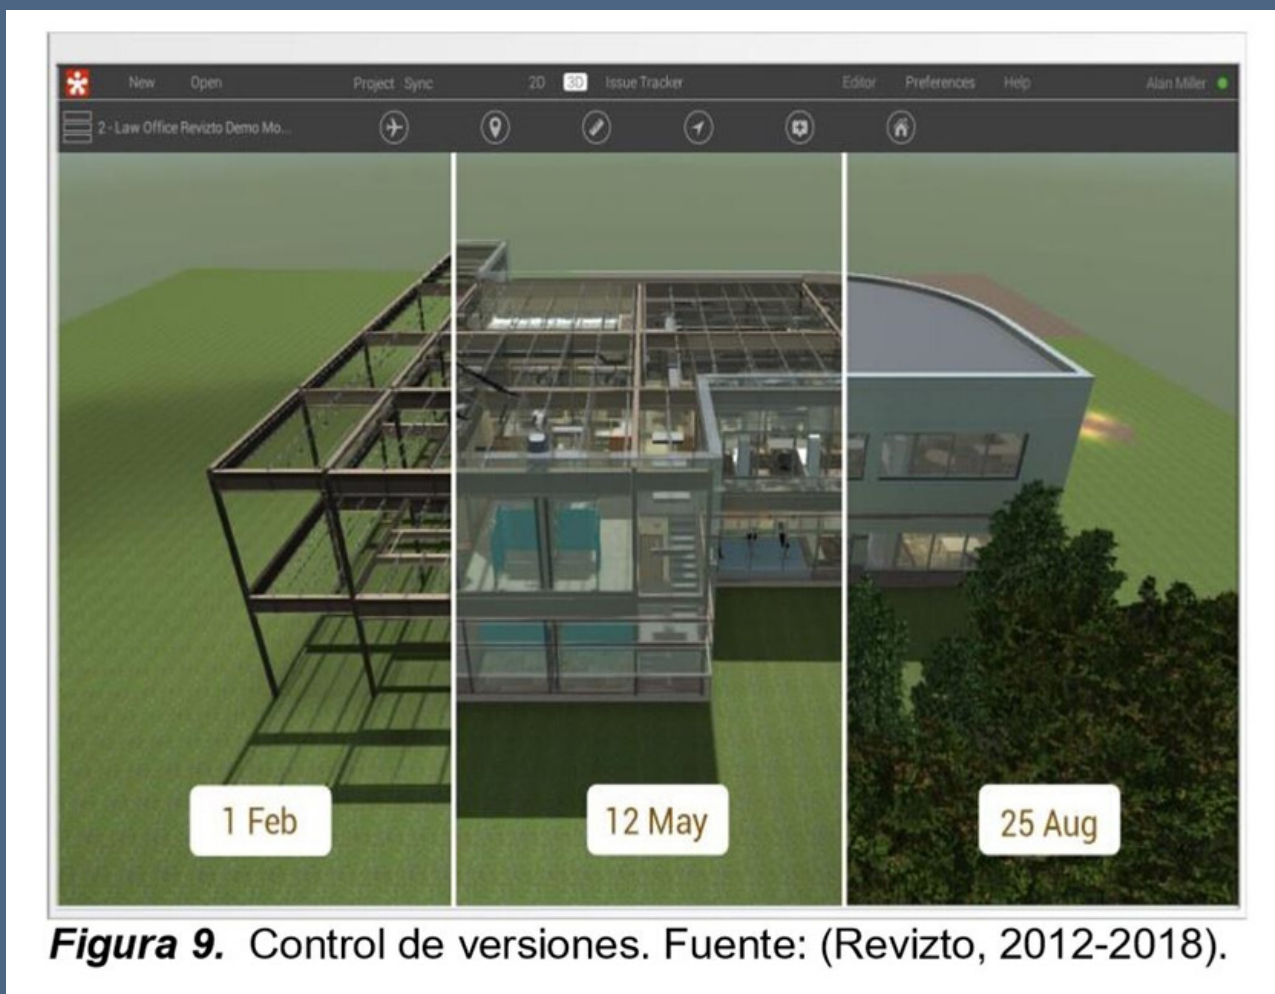 New Open Project Sync 2D 3D Issue Tracker Editor Preferences Help Alan Miller
2 - Law Office Revizto Demo Mo...
1 Feb
12 May
25 Aug
Figura 9. Control de versiones. Fuente: (Revizto, 2012-2018).